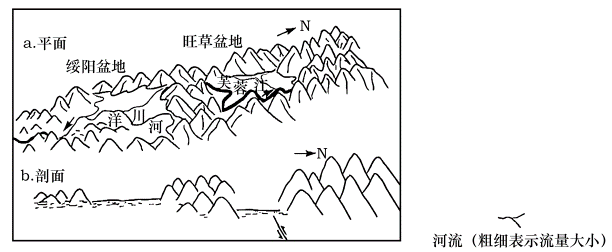 N
a.平面
旺草盆地
绥阳盆地
芙蓉江
洋川河
N
b.剖面
河流（粗细表示流量大小）